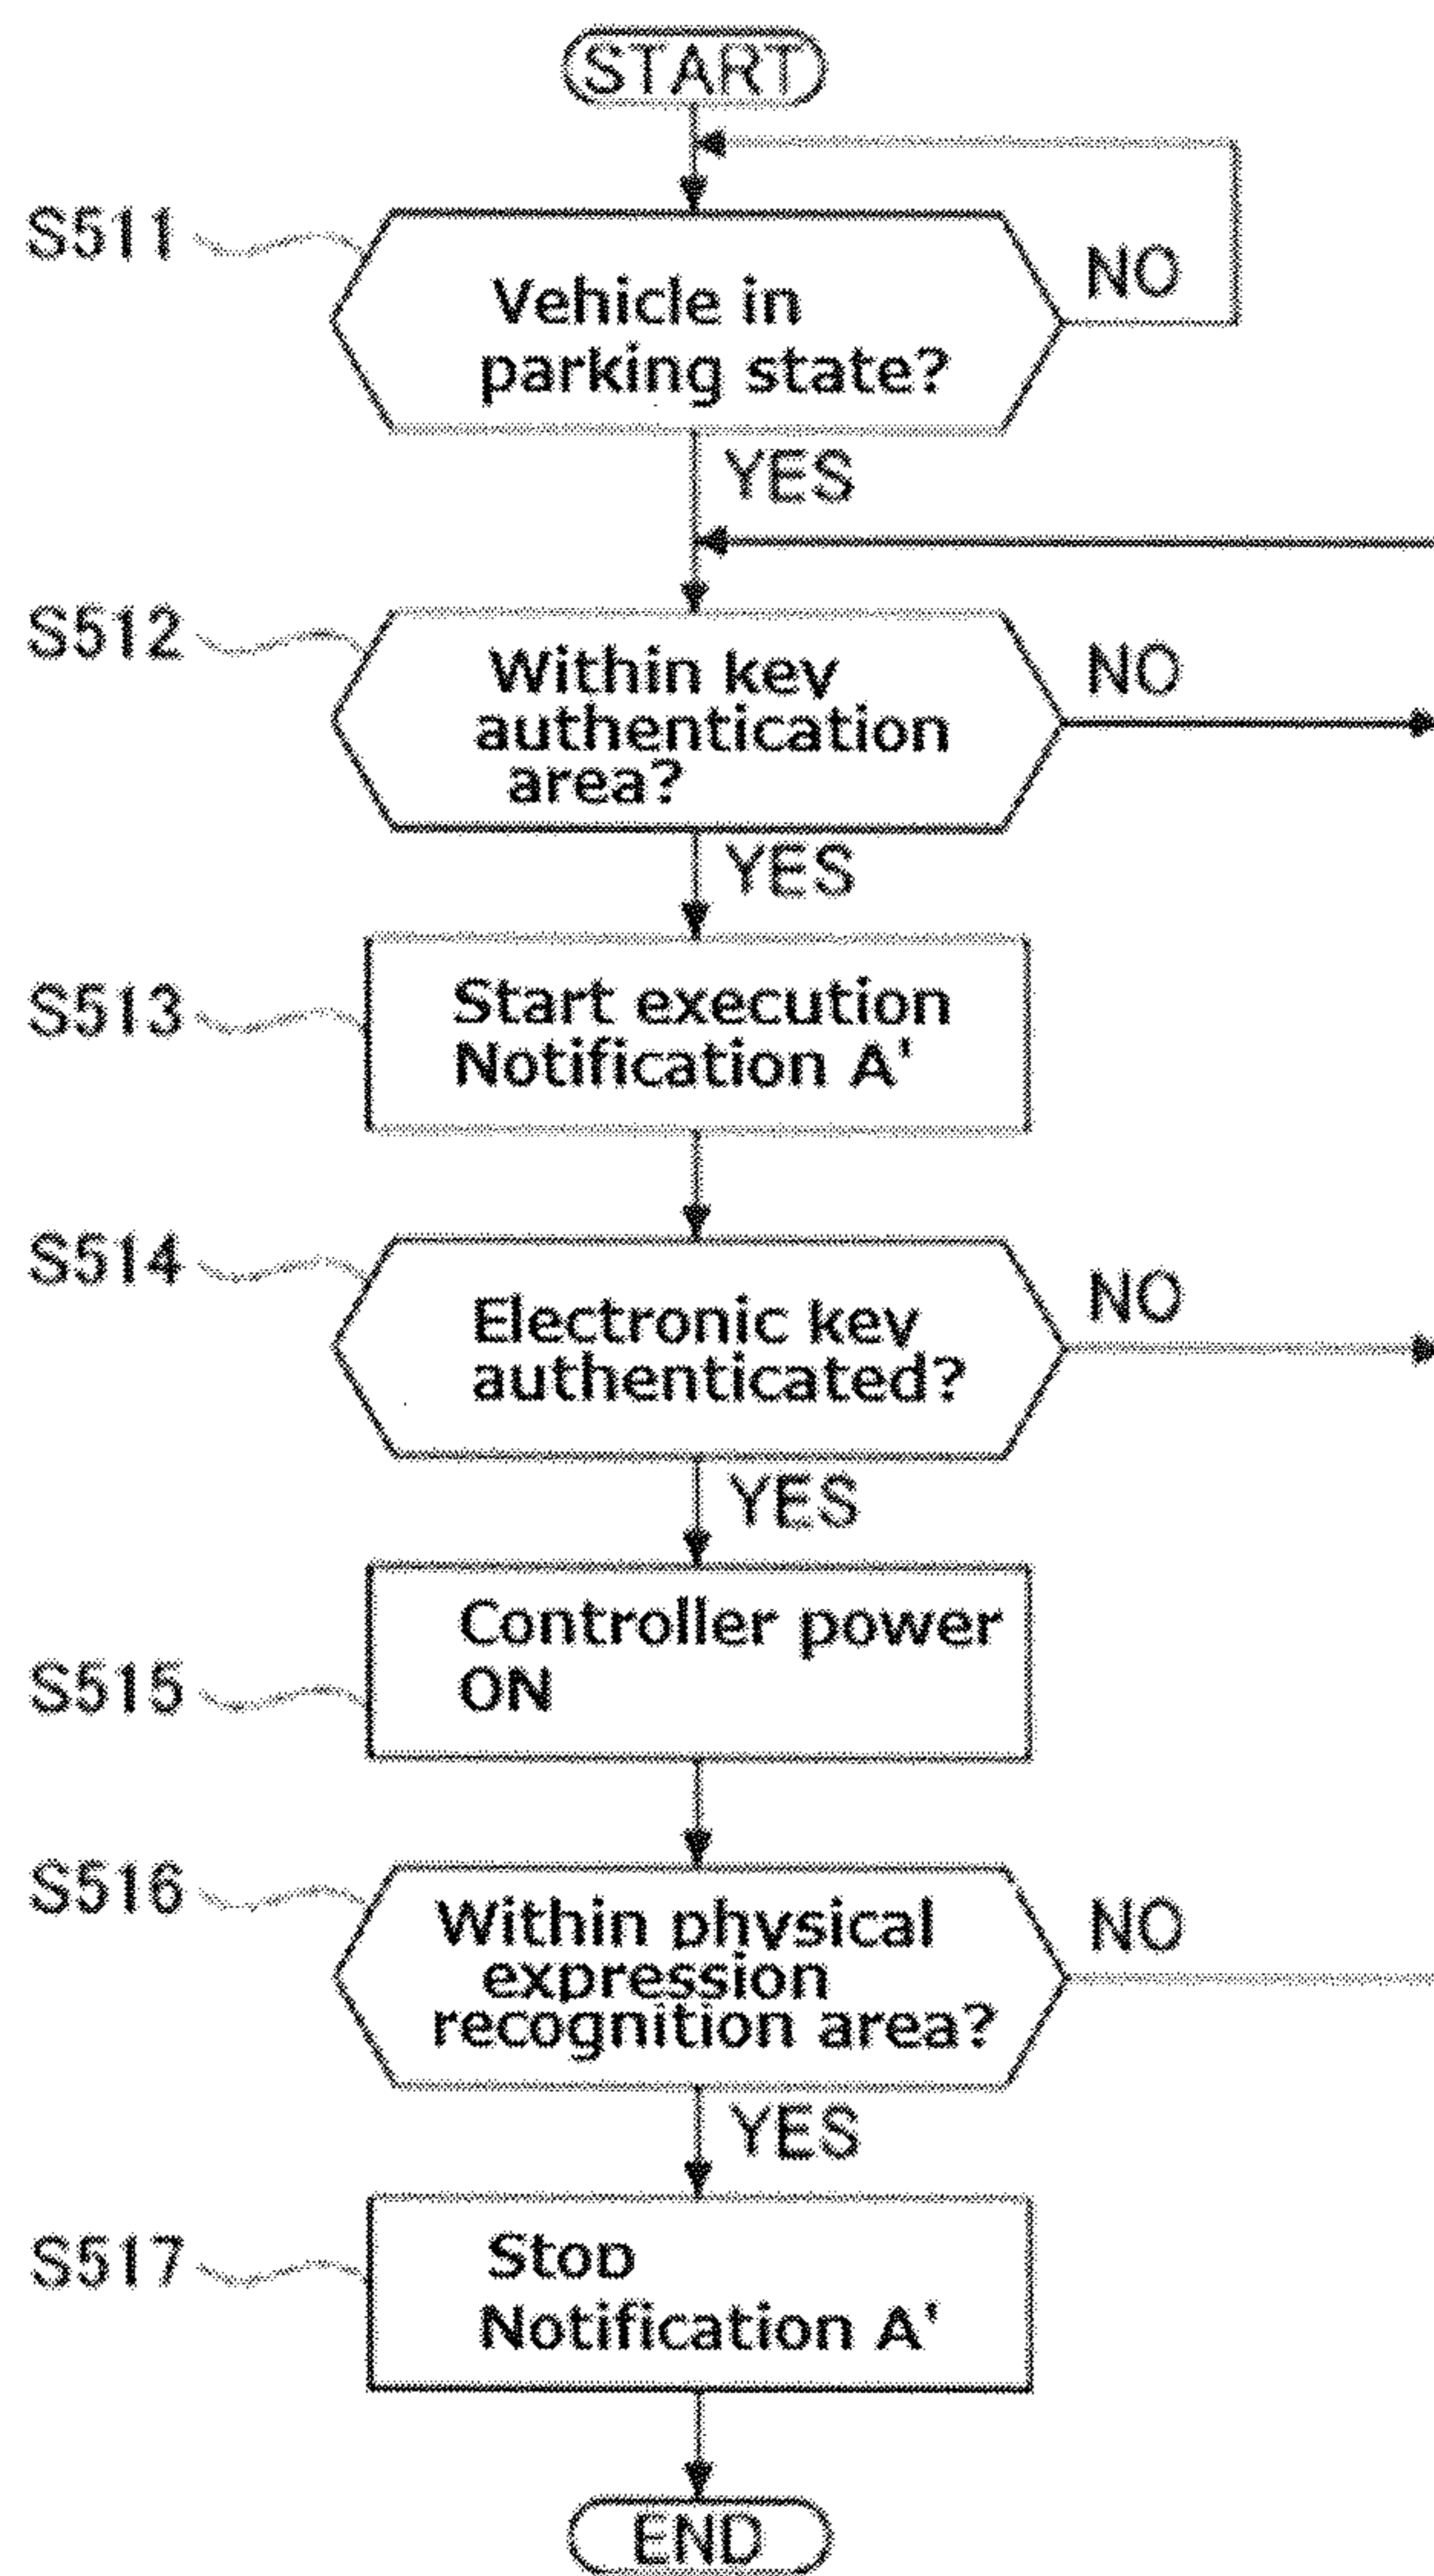 START
S511
Vehicle in
parking state?
NO
YES
S512
Within key
authentication
area?
NO
YES
S513
Start execution
Notification A'
S514
Electronic key
authenticated?
NO
YES
S515
Controller power
ON
S516
Within physical
expression
recognition area?
NO
YES
S517
Stop
Notification A'
END